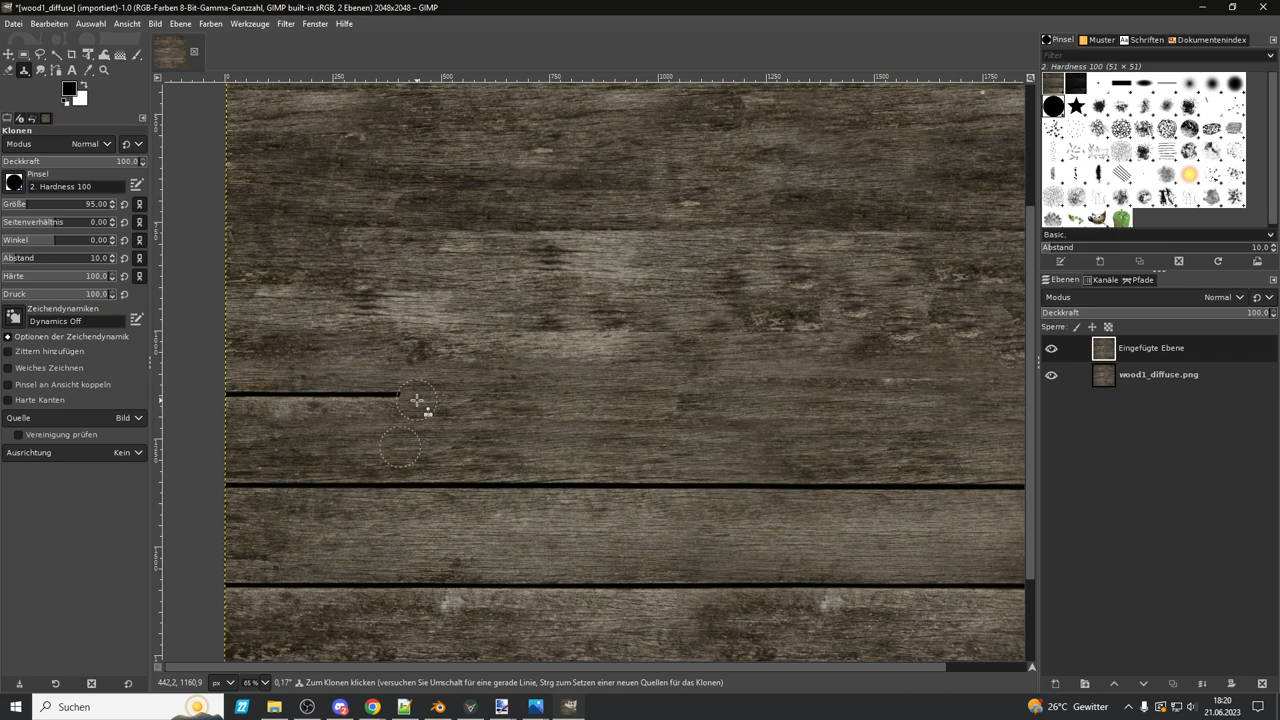 *[wood1_diffuse] (importiert)-1.0 (RGB-Farben 8-Bit-Gamma-Ganzzahl, GIMP built-in sRGB, 2 Ebenen) 2048x2048 – GIMP
Datei Bearbeiten Auswahl Ansicht Bild Ebene Farben Werkzeuge Filter Fenster Hilfe
Pinsel Muster Schriften Dokumentenindex
Filter
2. Hardness 100 (51 × 51)
0 250 500 750 1000 1250 1500 1750
Klonen
Modus Normal
Deckkraft 100,0
Pinsel
2. Hardness 100
Größe 95,00
Seitenverhältnis 0,00
Winkel 0,00
Abstand 10,0
Härte 100,0
Druck 100,0
Zeichendynamiken
Dynamics Off
Optionen der Zeichendynamik
Zittern hinzufügen
Weiches Zeichnen
Pinsel an Ansicht koppeln
Harte Kanten
Quelle Bild
Vereinigung prüfen
Ausrichtung Kein
Basic,
Abstand 10,0
Ebenen Kanäle Pfade
Modus Normal
Deckkraft 100,0
Sperre:
Eingefügte Ebene
wood1_diffuse.png
442,2, 1160,9 px 65 % 0,17° Zum Klonen klicken (versuchen Sie Umschalt für eine gerade Linie, Strg zum Setzen einer neuen Quellen für das Klonen)
Suchen
26°C Gewitter
18:20
21.06.2023